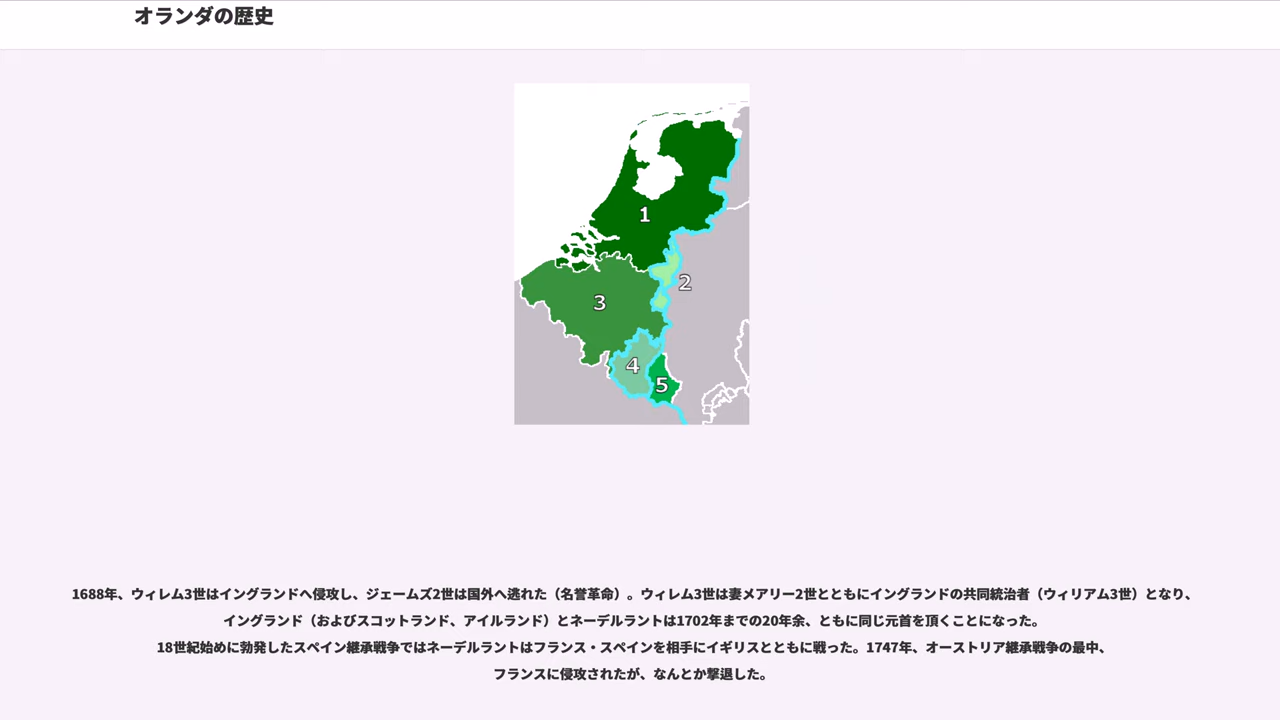 オランダの歴史
1
2
3
4
5
1688年、ウィレム3世はイングランドへ侵攻し、ジェームズ2世は国外へ逃れた（名誉革命）。ウィレム3世は妻メアリー2世とともにイングランドの共同統治者（ウィリアム3世）となり、
イングランド（およびスコットランド、アイルランド）とネーデルラントは1702年までの20年余、ともに同じ元首を頂くことになった。
18世紀始めに勃発したスペイン継承戦争ではネーデルラントはフランス・スペインを相手にイギリスとともに戦った。1747年、オーストリア継承戦争の最中、
フランスに侵攻されたが、なんとか撃退した。